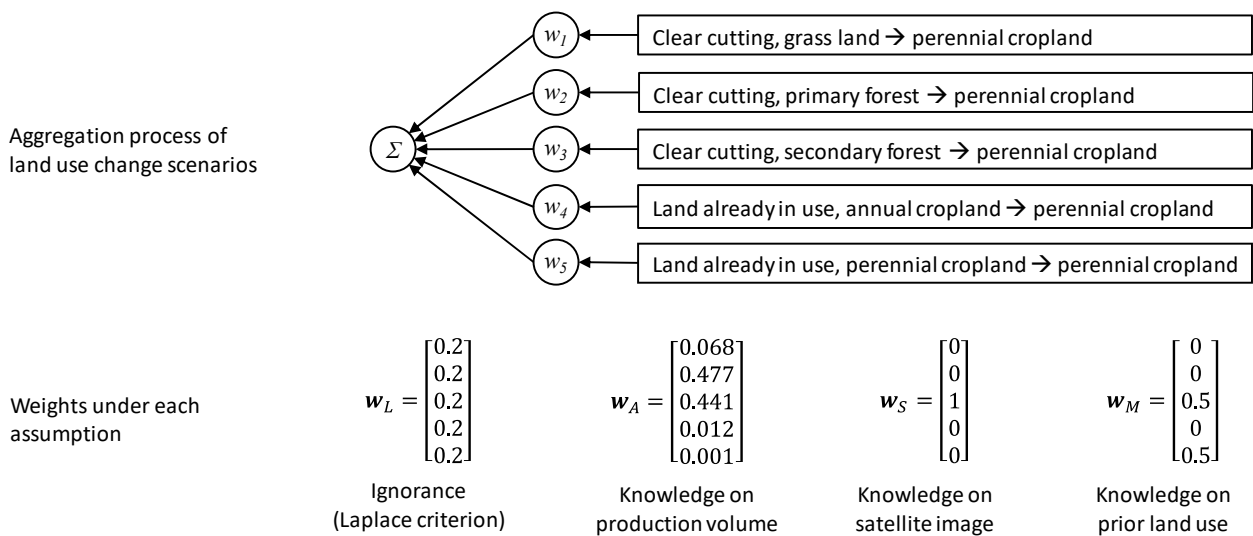 w1
Clear cutting, grass land → perennial cropland
w2
Clear cutting, primary forest → perennial cropland
Aggregation process of
land use change scenarios
Σ
w3
Clear cutting, secondary forest → perennial cropland
w4
Land already in use, annual cropland → perennial cropland
w5
Land already in use, perennial cropland → perennial cropland
Weights under each
assumption
wL =
0.2
0.2
0.2
0.2
0.2
Ignorance
(Laplace criterion)
wA =
0.068
0.477
0.441
0.012
0.001
Knowledge on
production volume
wS =
0
0
1
0
0
Knowledge on
satellite image
wM =
0
0
0.5
0
0.5
Knowledge on
prior land use